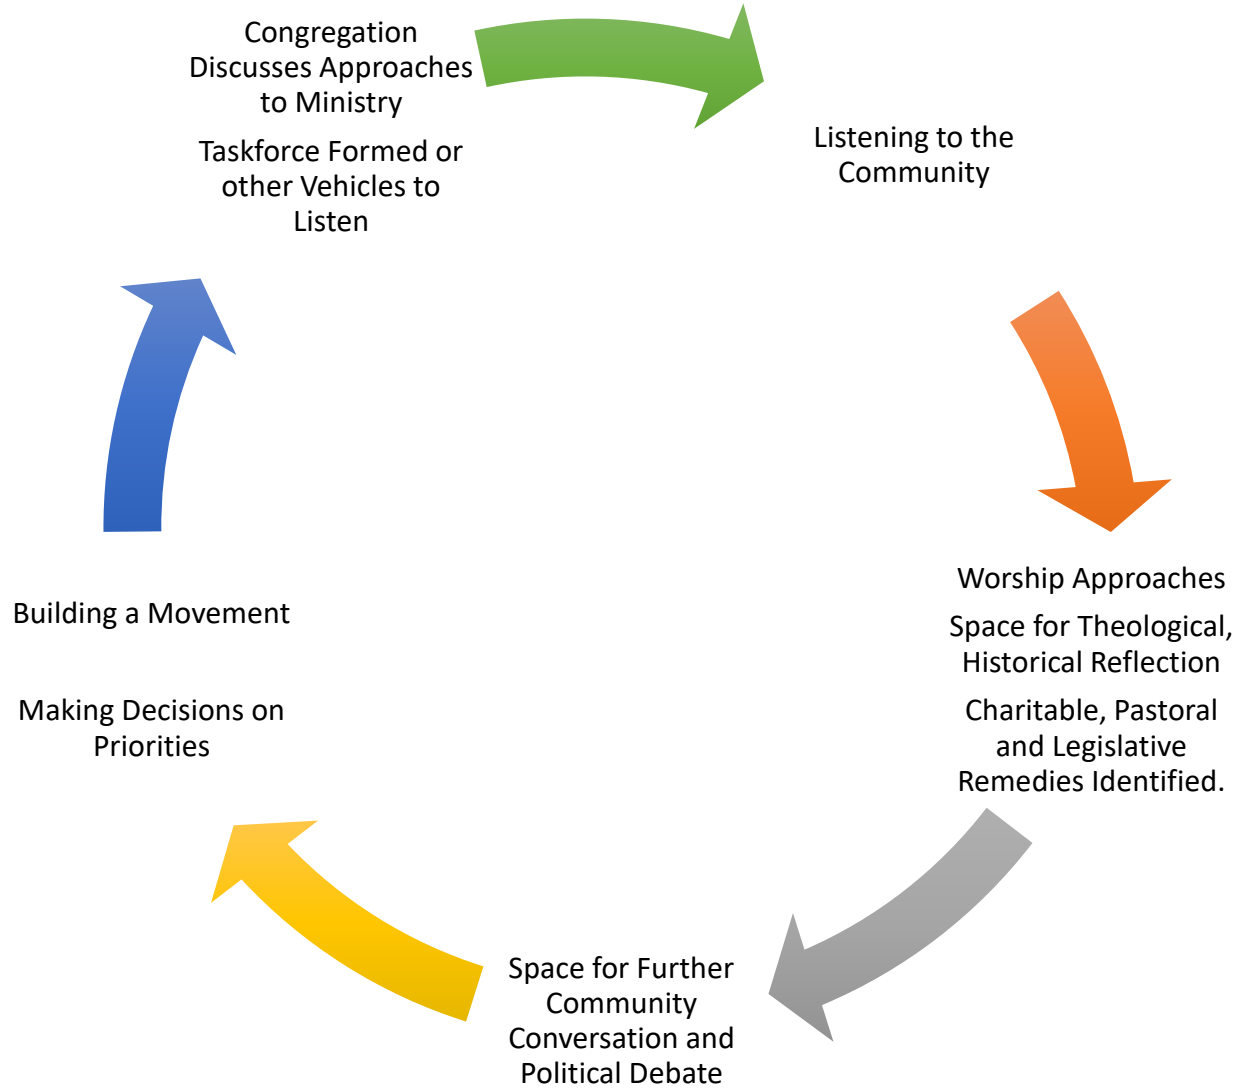 Congregation
Discusses Approaches
to Ministry
Taskforce Formed or
other Vehicles to
Listen
Listening to the
Community
Worship Approaches
Space for Theological,
Historical Reflection
Charitable, Pastoral
and Legislative
Remedies Identified.
Space for Further
Community
Conversation and
Political Debate
Building a Movement
Making Decisions on
Priorities